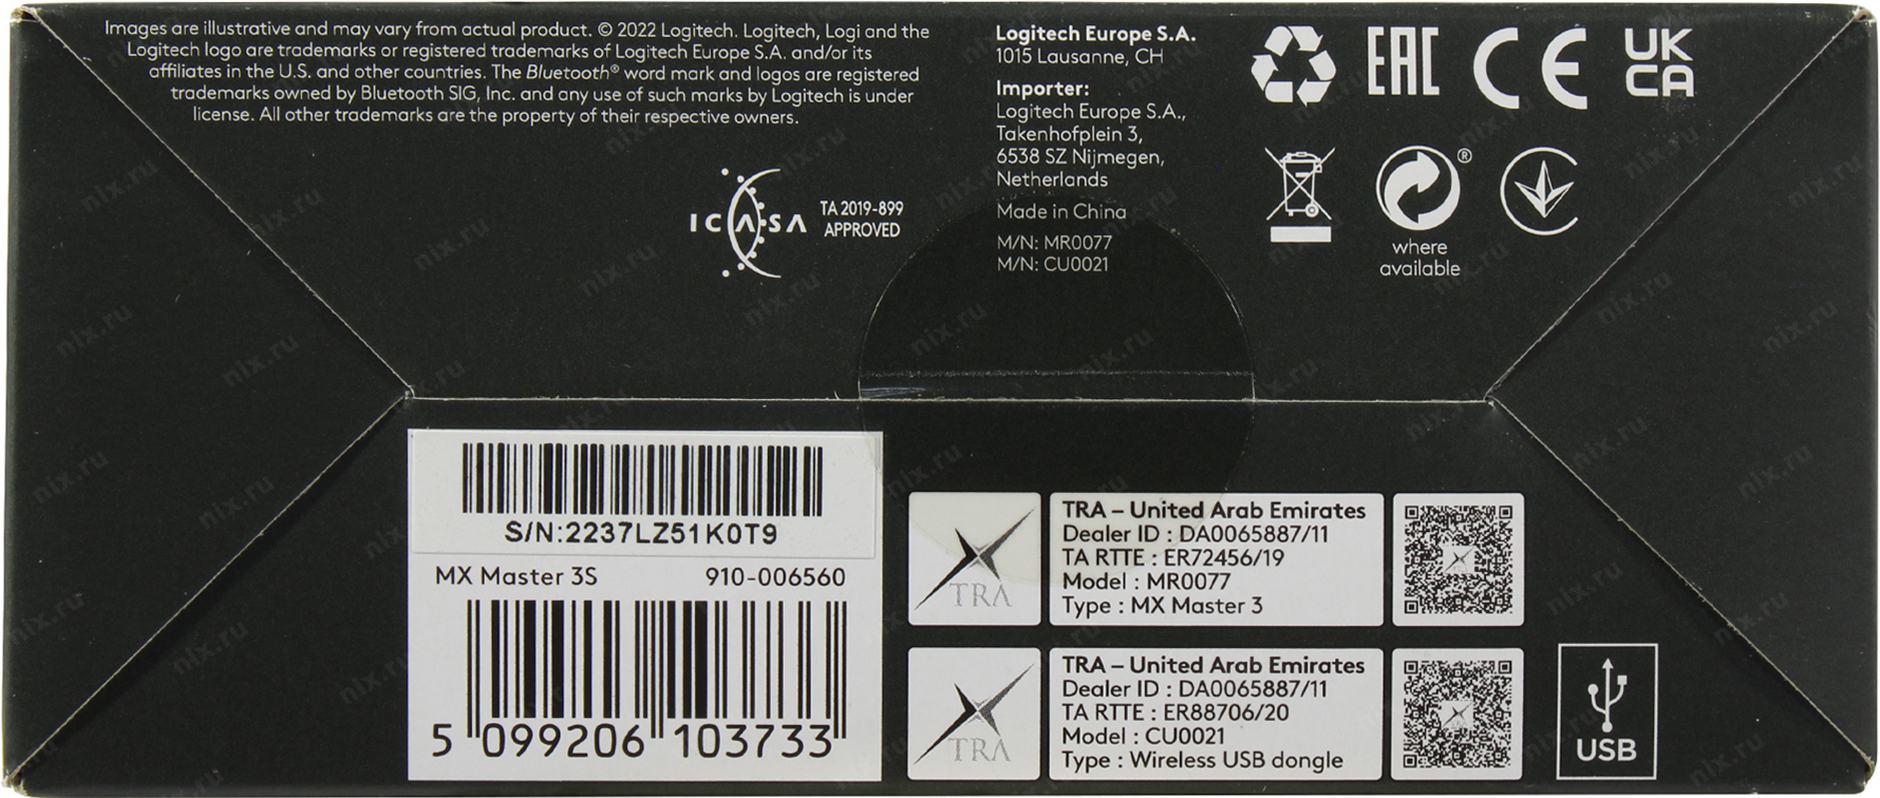 Images are illustrative and may vary from actual product. © 2022 Logitech. Logitech, Logi and the
Logitech logo are trademarks or registered trademarks of Logitech Europe S.A. and/or its
affiliates in the U.S. and other countries. The Bluetooth® word mark and logos are registered
trademarks owned by Bluetooth SIG, Inc. and any use of such marks by Logitech is under
license. All other trademarks are the property of their respective owners.
ICASA
TA 2019-899
APPROVED
Logitech Europe S.A.
1015 Lausanne, CH
Importer:
Logitech Europe S.A.,
Takenhofplein 3,
6538 SZ Nijmegen,
Netherlands
Made in China
M/N: MR0077
M/N: CU0021
EAC CE UK
CA
®
where
available
S/N:2237LZ51K0T9
MX Master 3S 910-006560
5 099206 103733
TRA
TRA – United Arab Emirates
Dealer ID : DA0065887/11
TA RTTE : ER72456/19
Model : MR0077
Type : MX Master 3
TRA
TRA – United Arab Emirates
Dealer ID : DA0065887/11
TA RTTE : ER88706/20
Model : CU0021
Type : Wireless USB dongle
USB
nix.ru